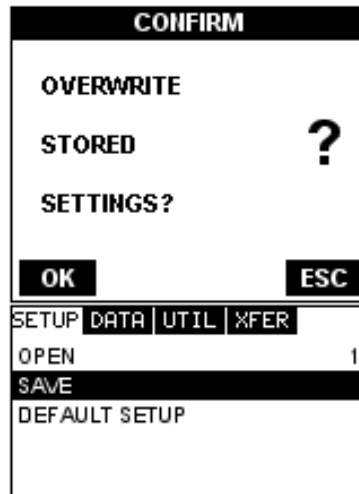 CONFIRM
OVERWRITE
STORED
?
SETTINGS?
OK ESC
SETUP DATA UTIL XFER
OPEN 1
SAVE
DEFAULT SETUP